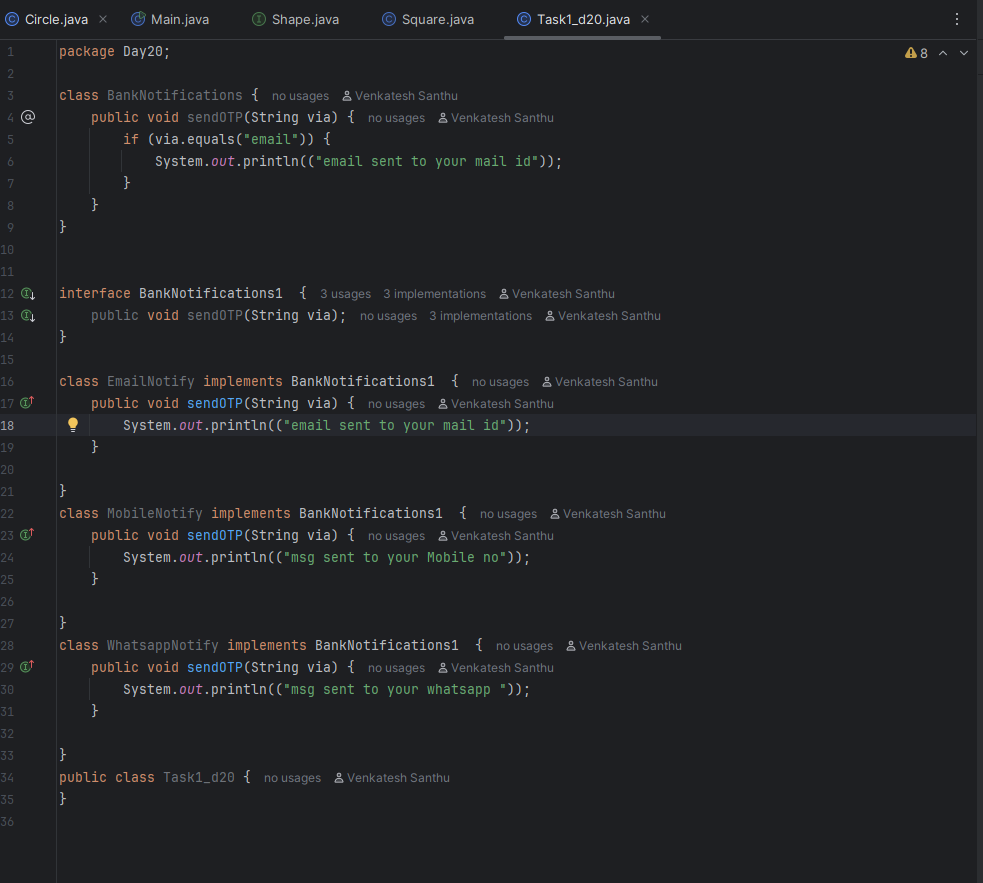 Circle.java Main.java Shape.java Square.java Task1_d20.java
8
1 package Day20;
2
3 class BankNotifications { no usages Venkatesh Santhu
4 @ public void sendOTP(String via) { no usages Venkatesh Santhu
5 if (via.equals("email")) {
6 System.out.println(("email sent to your mail id"));
7 }
8 }
9 }
10
11
12 interface BankNotifications1 { 3 usages 3 implementations Venkatesh Santhu
13 public void sendOTP(String via); no usages 3 implementations Venkatesh Santhu
14 }
15
16 class EmailNotify implements BankNotifications1 { no usages Venkatesh Santhu
17 public void sendOTP(String via) { no usages Venkatesh Santhu
18 System.out.println(("email sent to your mail id"));
19 }
20
21 }
22 class MobileNotify implements BankNotifications1 { no usages Venkatesh Santhu
23 public void sendOTP(String via) { no usages Venkatesh Santhu
24 System.out.println(("msg sent to your Mobile no"));
25 }
26
27 }
28 class WhatsappNotify implements BankNotifications1 { no usages Venkatesh Santhu
29 public void sendOTP(String via) { no usages Venkatesh Santhu
30 System.out.println(("msg sent to your whatsapp "));
31 }
32
33 }
34 public class Task1_d20 { no usages Venkatesh Santhu
35 }
36